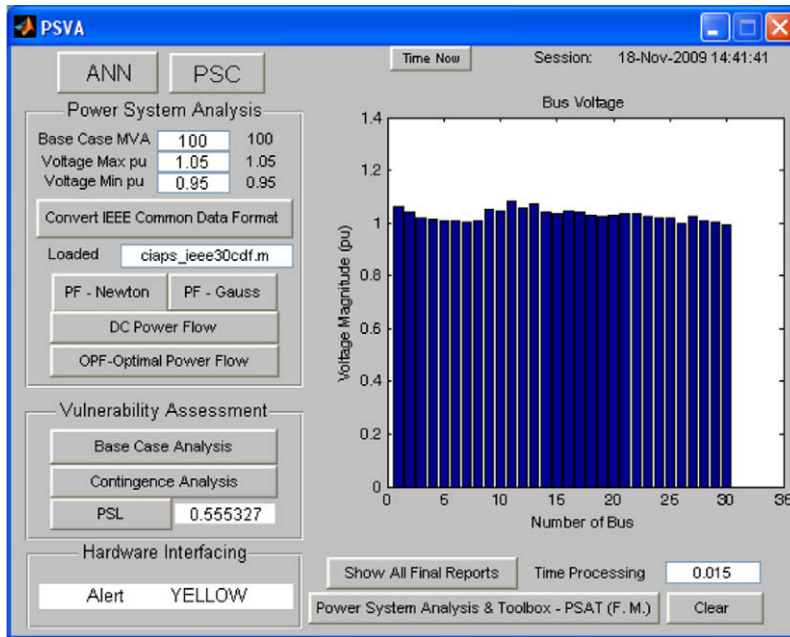 PSVA
ANN PSC
Time Now Session: 18-Nov-2009 14:41:41
Power System Analysis
Base Case MVA 100 100
Voltage Max pu 1.05 1.05
Voltage Min pu 0.95 0.95
Convert IEEE Common Data Format
Loaded ciaps_ieee30cdf.m
PF - Newton PF - Gauss
DC Power Flow
OPF-Optimal Power Flow
Vulnerability Assessment
Base Case Analysis
Contingence Analysis
PSL 0.555327
Hardware Interfacing
Alert YELLOW
Bus Voltage
Voltage Magnitude (pu)
1.4
1.2
1
0.8
0.6
0.4
0.2
0
0 5 10 15 20 25 30 35
Number of Bus
Show All Final Reports Time Processing 0.015
Power System Analysis & Toolbox - PSAT (F. M.) Clear